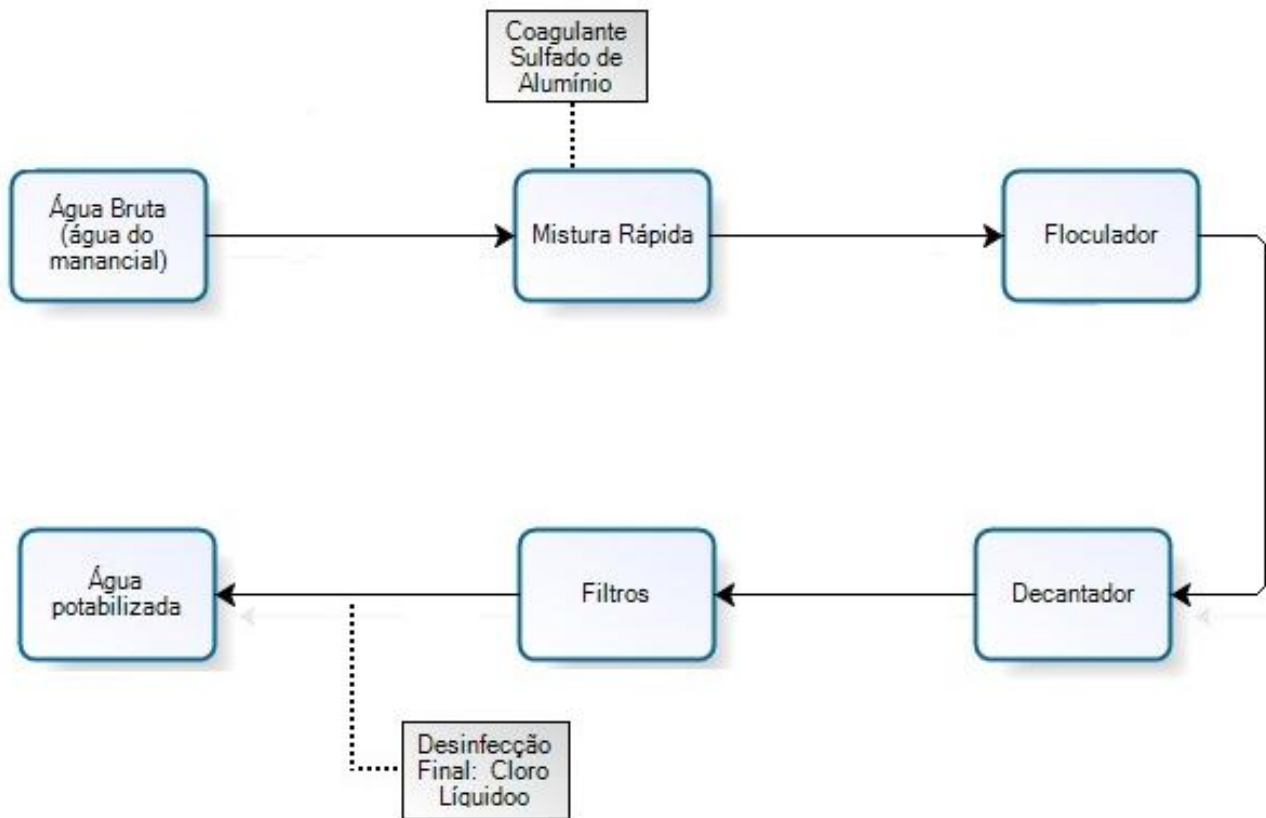 Coagulante
Sulfado de
Alumínio
Água Bruta
(água do
manancial)
Mistura Rápida
Floculador
Decantador
Filtros
Água
potabilizada
Desinfecção
Final: Cloro
Líquidoo